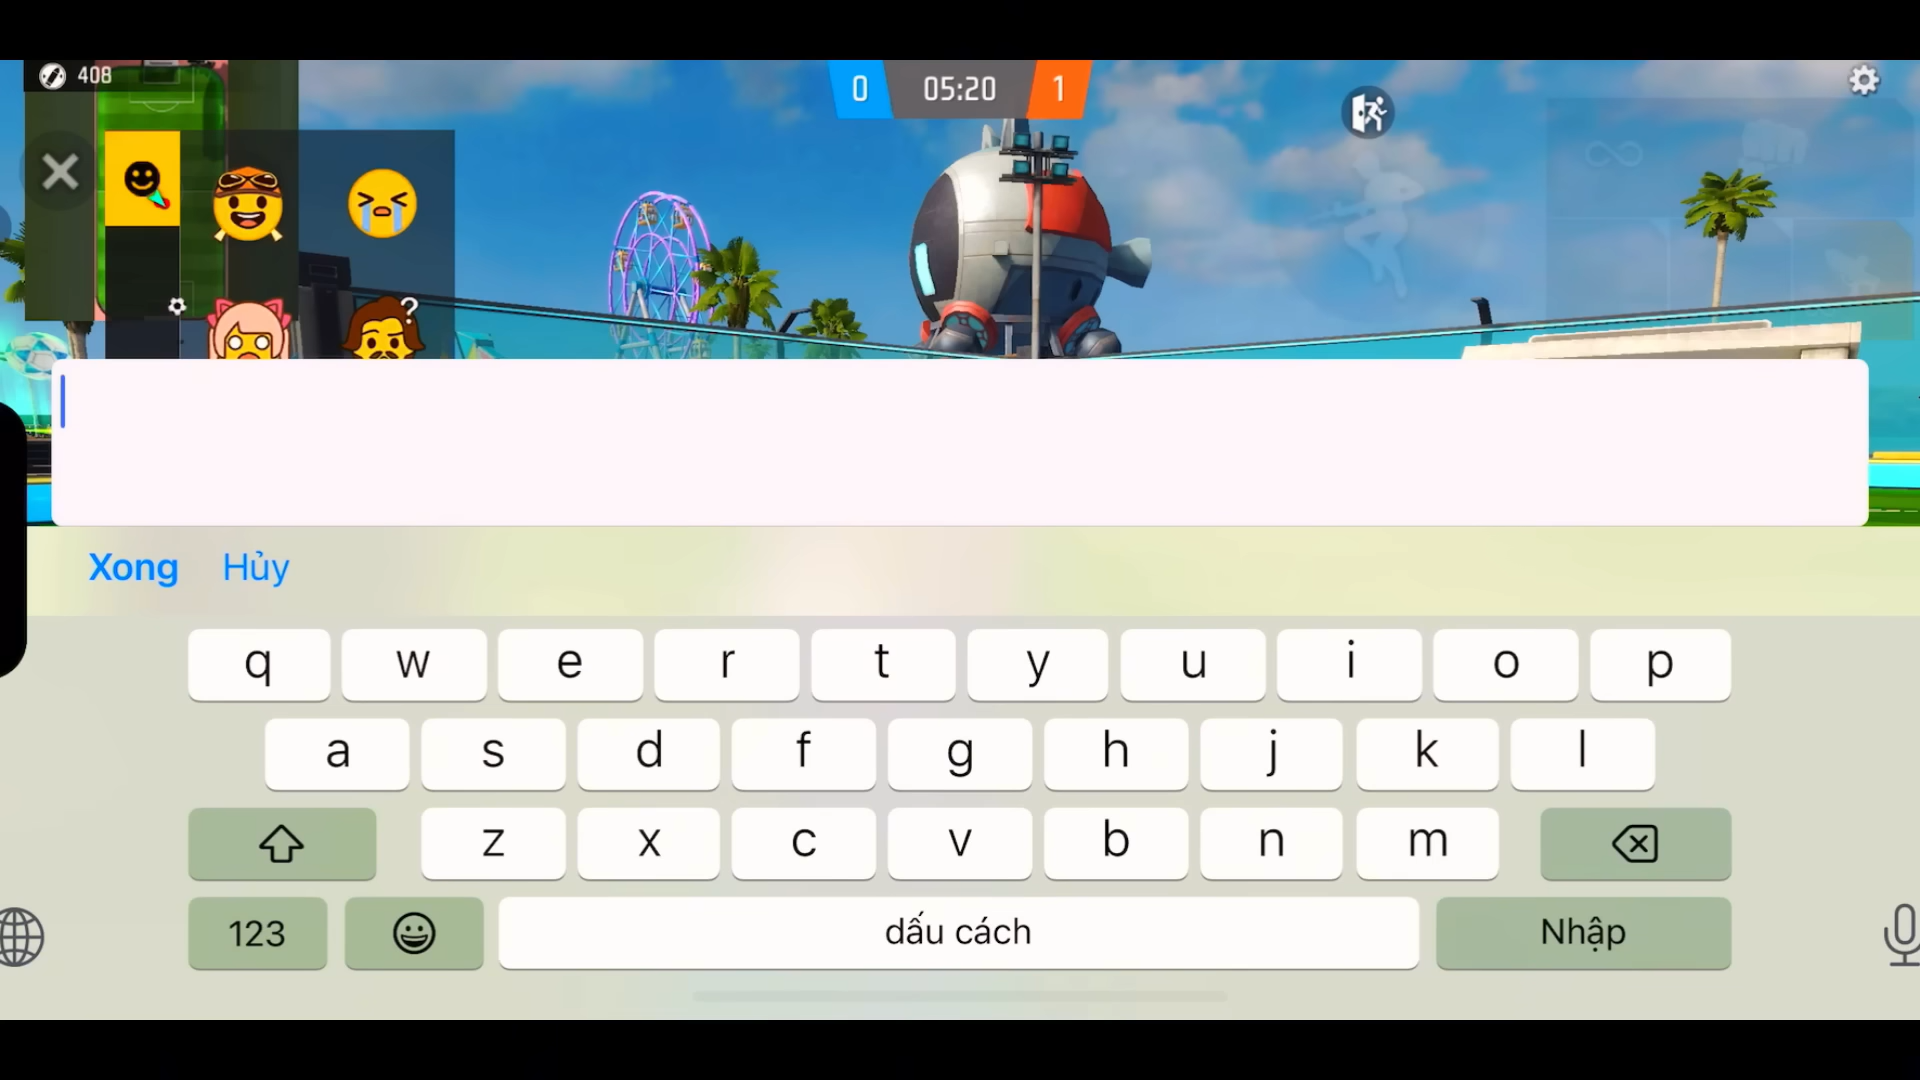 408
0 05:20 1
?
Xong Hủy
q w e r t y u i o p
a s d f g h j k l
z x c v b n m
123 dấu cách Nhập